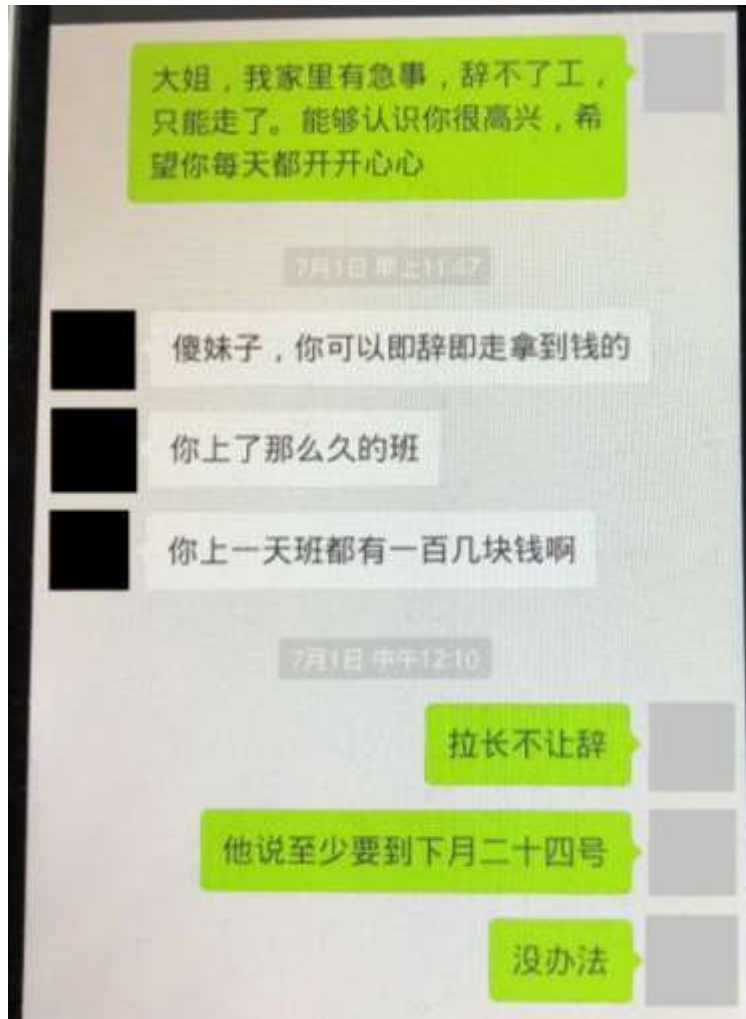 大姐，我家里有急事，辞不了工，
只能走了。能够认识你很高兴，希
望你每天都开开心心
7月1日 早上11:47
傻妹子，你可以即辞即走拿到钱的
你上了那么久的班
你上一天班都有一百几块钱啊
7月1日 中午12:10
拉长不让辞
他说至少要到下月二十四号
没办法